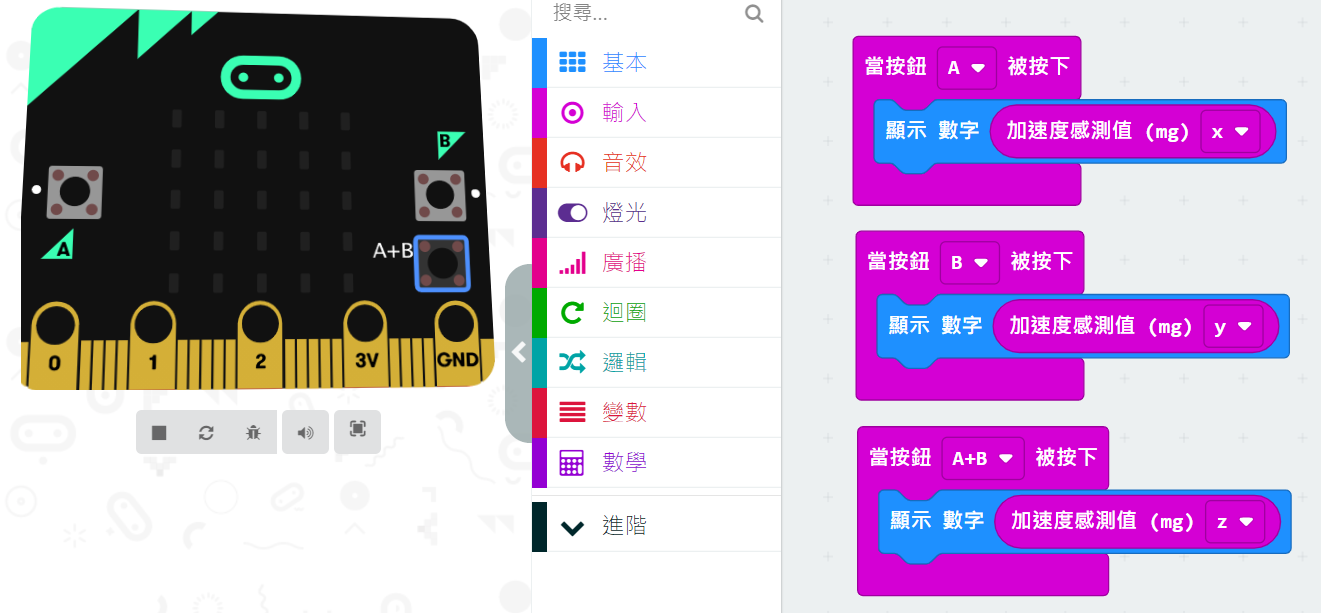 B
A+B
A
0
1
2
3V
GND
搜尋...
基本
輸入
音效
燈光
廣播
迴圈
邏輯
變數
數學
進階
當按鈕 A 被按下
顯示 數字 加速度感測值 (mg) x
當按鈕 B 被按下
顯示 數字 加速度感測值 (mg) y
當按鈕 A+B 被按下
顯示 數字 加速度感測值 (mg) z